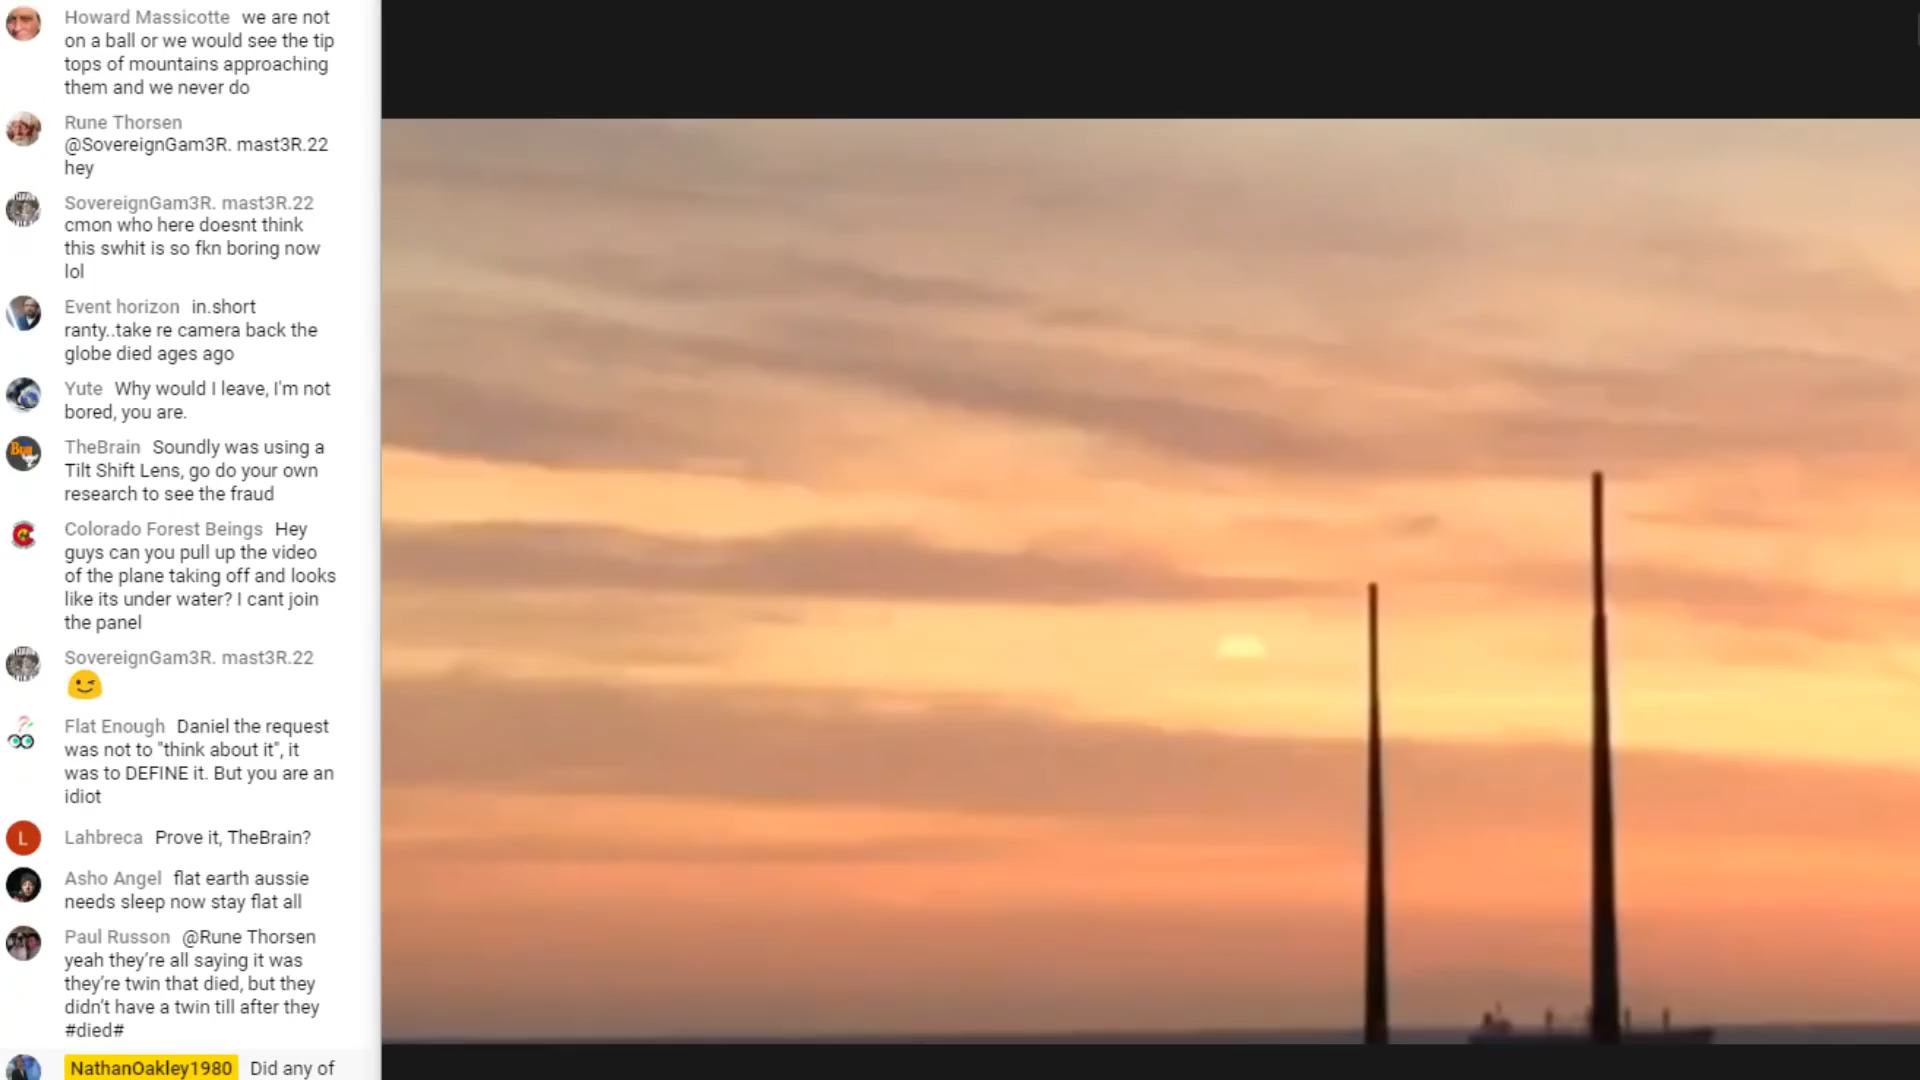 Howard Massicotte we are not
on a ball or we would see the tip
tops of mountains approaching
them and we never do
Rune Thorsen
@SovereignGam3R. mast3R.22
hey
SovereignGam3R. mast3R.22
cmon who here doesnt think
this swhit is so fkn boring now
lol
Event horizon in.short
ranty..take re camera back the
globe died ages ago
Yute Why would I leave, I'm not
bored, you are.
TheBrain Soundly was using a
Tilt Shift Lens, go do your own
research to see the fraud
Colorado Forest Beings Hey
guys can you pull up the video
of the plane taking off and looks
like its under water? I cant join
the panel
SovereignGam3R. mast3R.22
Flat Enough Daniel the request
was not to "think about it", it
was to DEFINE it. But you are an
idiot
L
Lahbreca Prove it, TheBrain?
Asho Angel flat earth aussie
needs sleep now stay flat all
Paul Russon @Rune Thorsen
yeah they’re all saying it was
they’re twin that died, but they
didn’t have a twin till after they
#died#
NathanOakley1980 Did any of